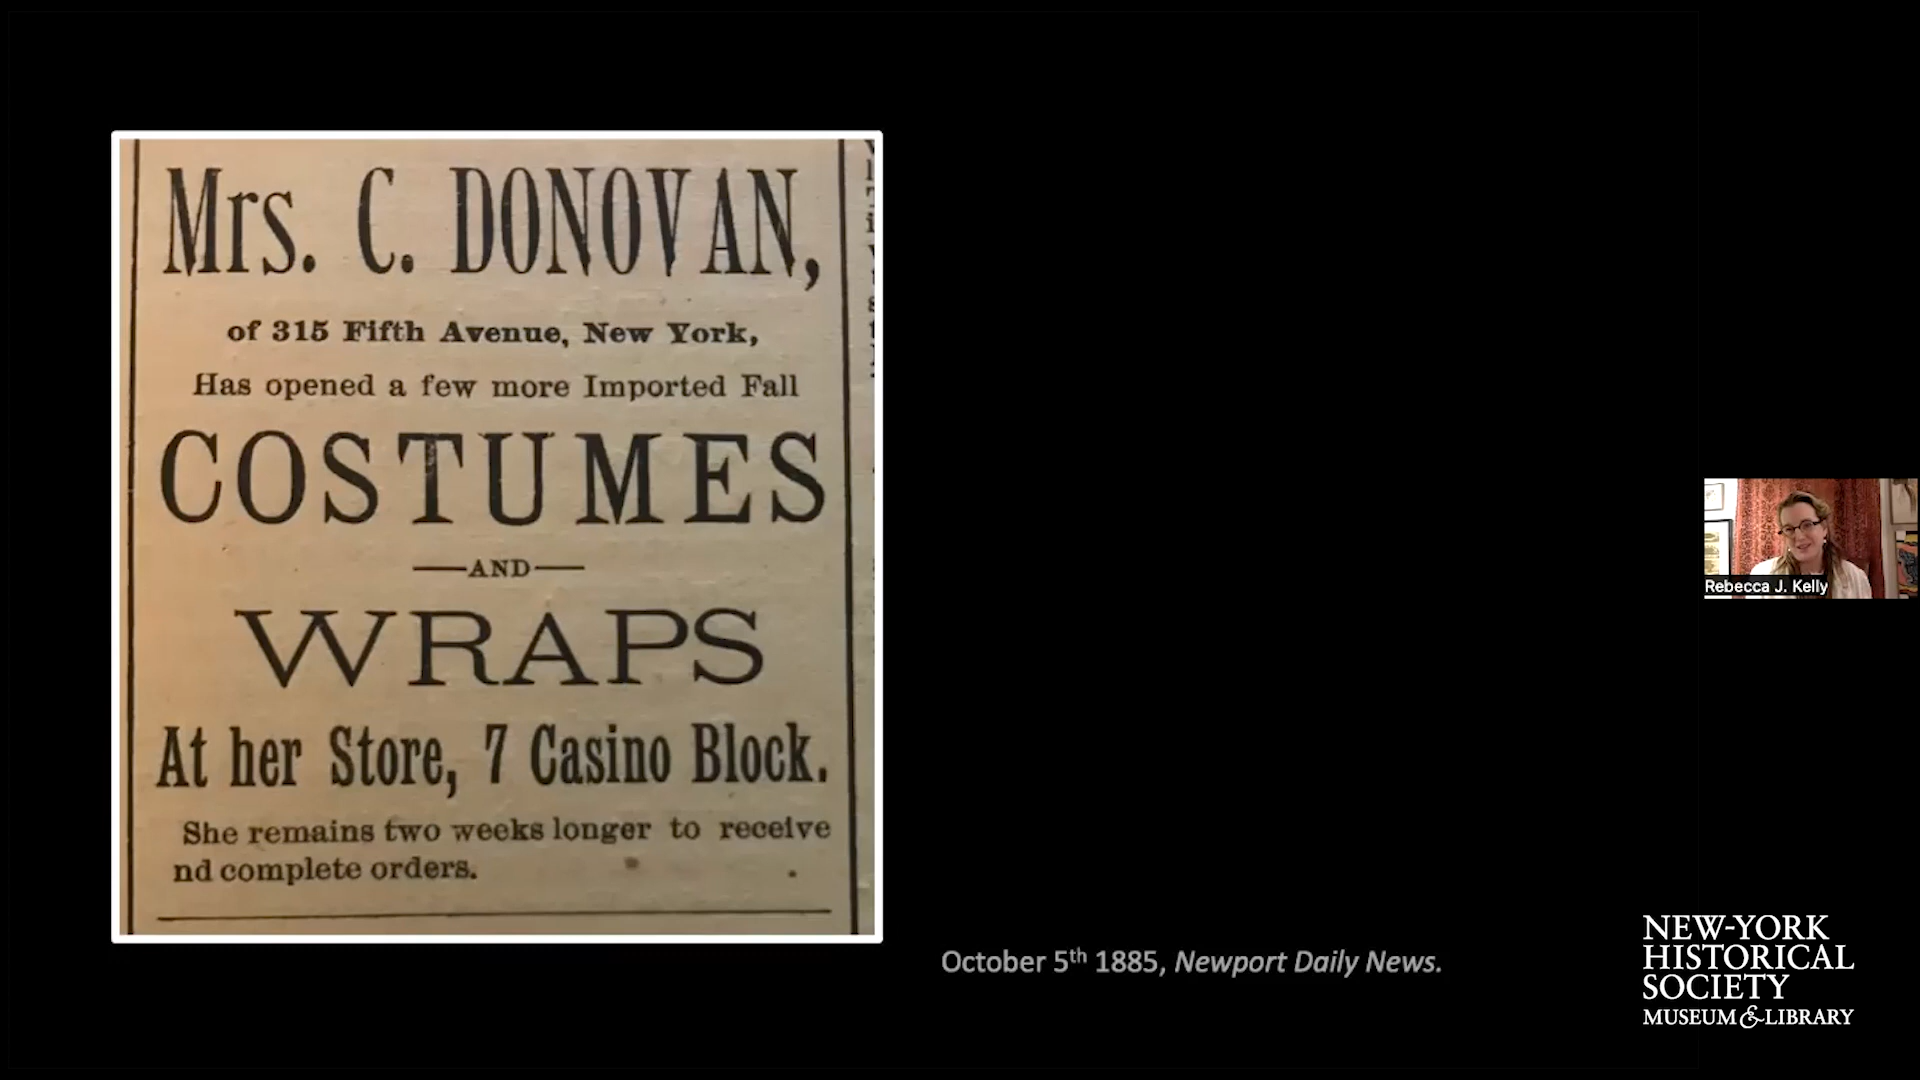 Mrs. C. DONOVAN,
of 315 Fifth Avenue, New York,
Has opened a few more Imported Fall
COSTUMES
—AND—
WRAPS
At her Store, 7 Casino Block.
She remains two weeks longer to receive
nd complete orders.
October 5th 1885, Newport Daily News.
Rebecca J. Kelly
NEW-YORK
HISTORICAL
SOCIETY
MUSEUM & LIBRARY